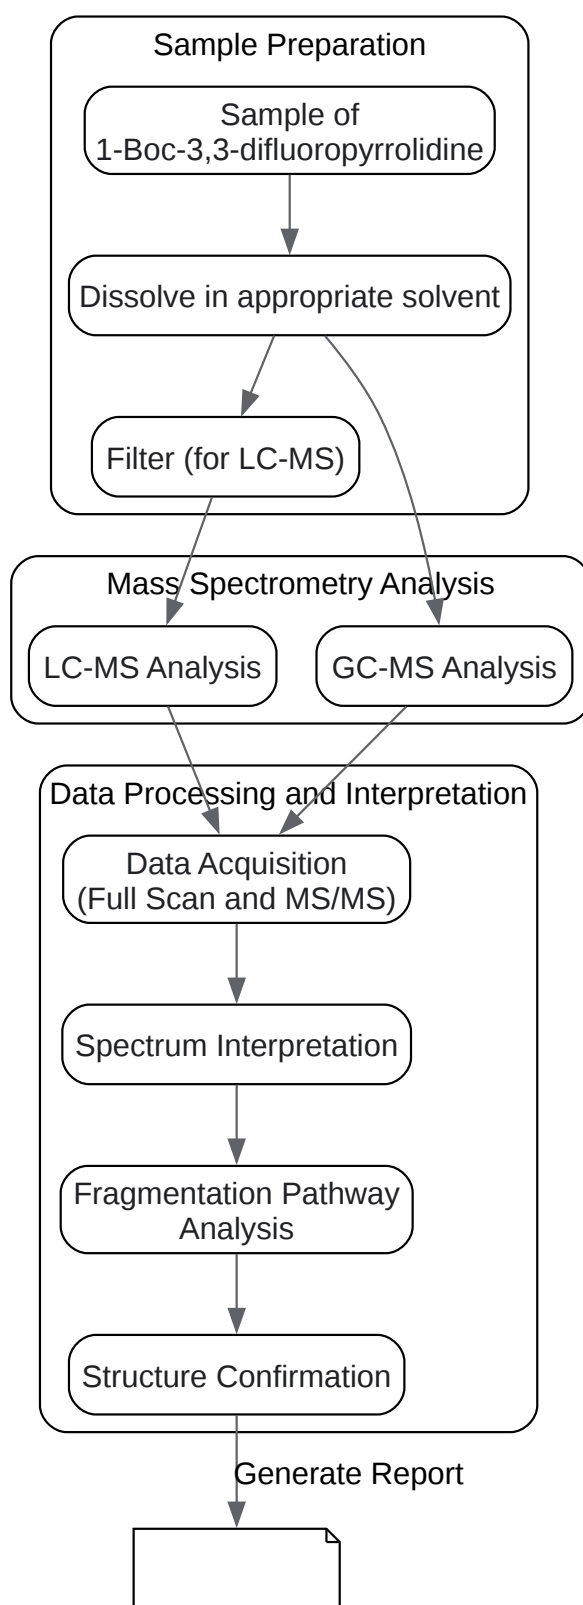 Sample Preparation
Sample of
1-Boc-3,3-difluoropyrrolidine
Dissolve in appropriate solvent
Filter (for LC-MS)
Mass Spectrometry Analysis
LC-MS Analysis
GC-MS Analysis
Data Processing and Interpretation
Data Acquisition
(Full Scan and MS/MS)
Spectrum Interpretation
Fragmentation Pathway
Analysis
Structure Confirmation
Generate Report